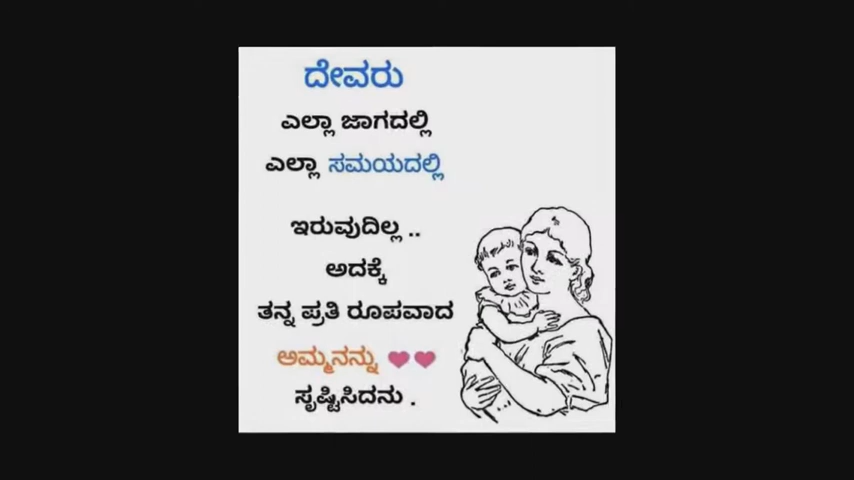 ದೇವರು
ಎಲ್ಲಾ ಜಾಗದಲ್ಲಿ
ಎಲ್ಲಾ ಸಮಯದಲ್ಲಿ
ಇರುವುದಿಲ್ಲ ..
ಅದಕ್ಕೆ
ತನ್ನ ಪ್ರತಿ ರೂಪವಾದ
ಅಮ್ಮನನ್ನು
ಸೃಷ್ಟಿಸಿದನು .